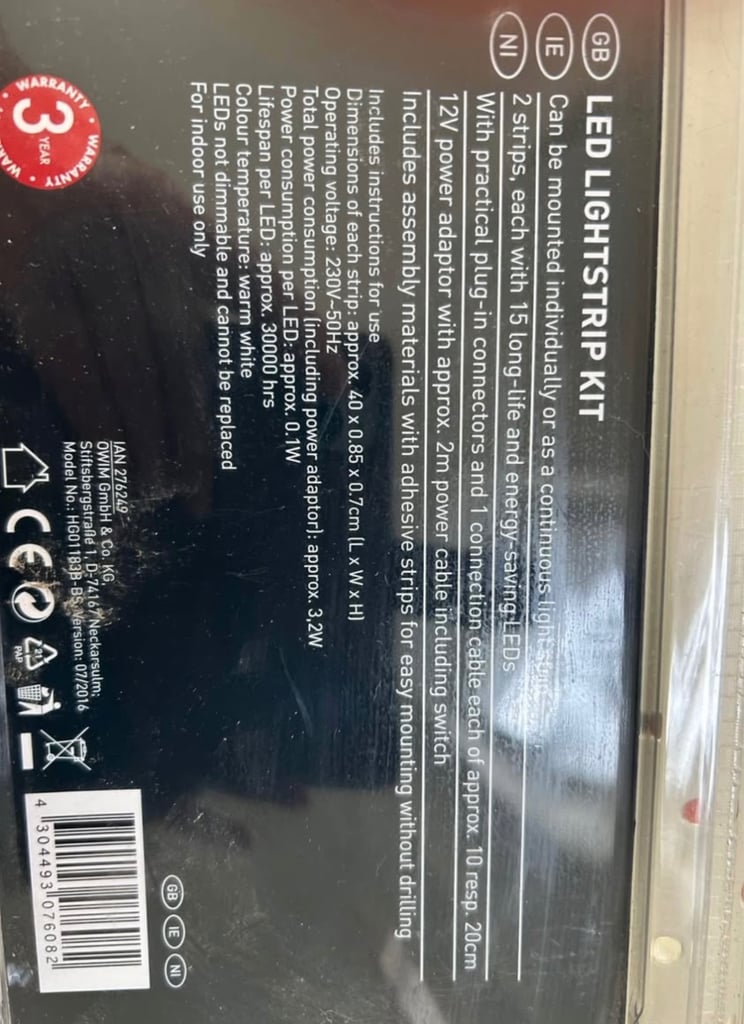 GB
IE
NI
LED LIGHTSTRIP KIT
Can be mounted individually or as a continuous light
2 strips, each with 15 long-life and energy-saving LEDs
With practical plug-in connectors and 1 connection cable each of approx. 10 resp. 20cm
12V power adaptor with approx. 2m power cable including switch
Includes assembly materials with adhesive strips for easy mounting without drilling
Includes instructions for use
Dimensions of each strip: approx. 40 x 0.85 x 0.7cm (L x W x H)
Operating voltage: 230V~50Hz
Total power consumption (including power adaptor): approx. 3,2W
Power consumption per LED: approx. 0.1W
Lifespan per LED: approx. 30000 hrs
Colour temperature: warm white
LEDs not dimmable and cannot be replaced
For indoor use only
WARRANTY
3 YEAR
WARRANTY
IAN 276249
OWIM GmbH & Co. KG
Stiftsbergstraße 1, D-74167 Neckarsulm;
Model No.: HG01183B-BS, Version: 07/2016
CE
21
PAP
GB IE NI
4 304493 076082